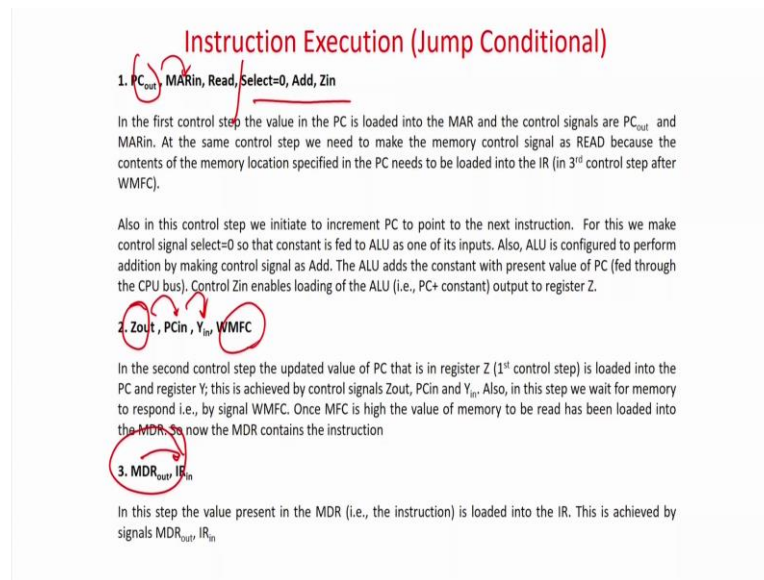 Instruction Execution (Jump Conditional)
1. PCout, MARin, Read, Select=0, Add, Zin
In the first control step the value in the PC is loaded into the MAR and the control signals are PCout and
MARin. At the same control step we need to make the memory control signal as READ because the
contents of the memory location specified in the PC needs to be loaded into the IR (in 3rd control step after
WMFC).
Also in this control step we initiate to increment PC to point to the next instruction. For this we make
control signal select=0 so that constant is fed to ALU as one of its inputs. Also, ALU is configured to perform
addition by making control signal as Add. The ALU adds the constant with present value of PC (fed through
the CPU bus). Control Zin enables loading of the ALU (i.e., PC+ constant) output to register Z.
2. Zout , PCin , Yin, WMFC
In the second control step the updated value of PC that is in register Z (1st control step) is loaded into the
PC and register Y; this is achieved by control signals Zout, PCin and Yin. Also, in this step we wait for memory
to respond i.e., by signal WMFC. Once MFC is high the value of memory to be read has been loaded into
the MDR. So now the MDR contains the instruction
3. MDRout, IRin
In this step the value present in the MDR (i.e., the instruction) is loaded into the IR. This is achieved by
signals MDRout, IRin